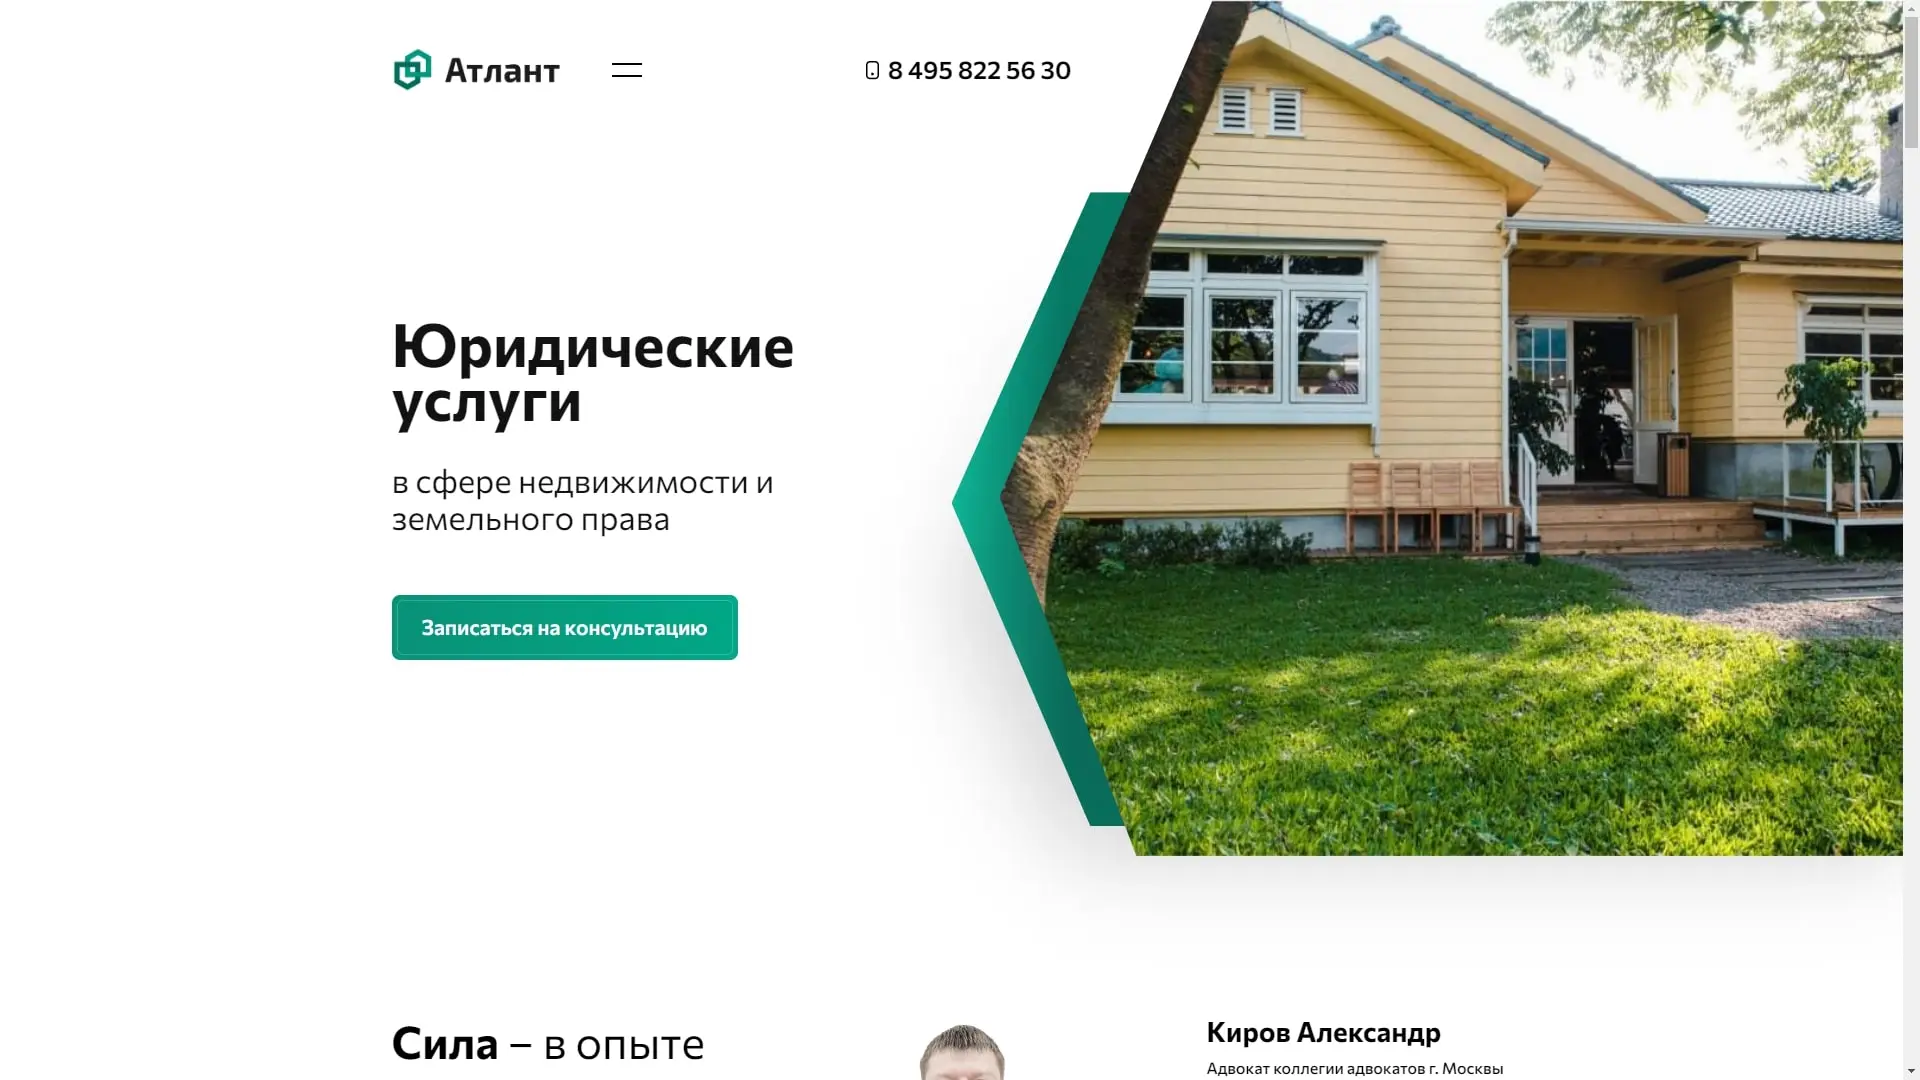 Атлант
8 495 822 56 30
Юридические
услуги
в сфере недвижимости и
земельного права
Записаться на консультацию
Сила – в опыте
Киров Александр
Адвокат коллегии адвокатов г. Москвы